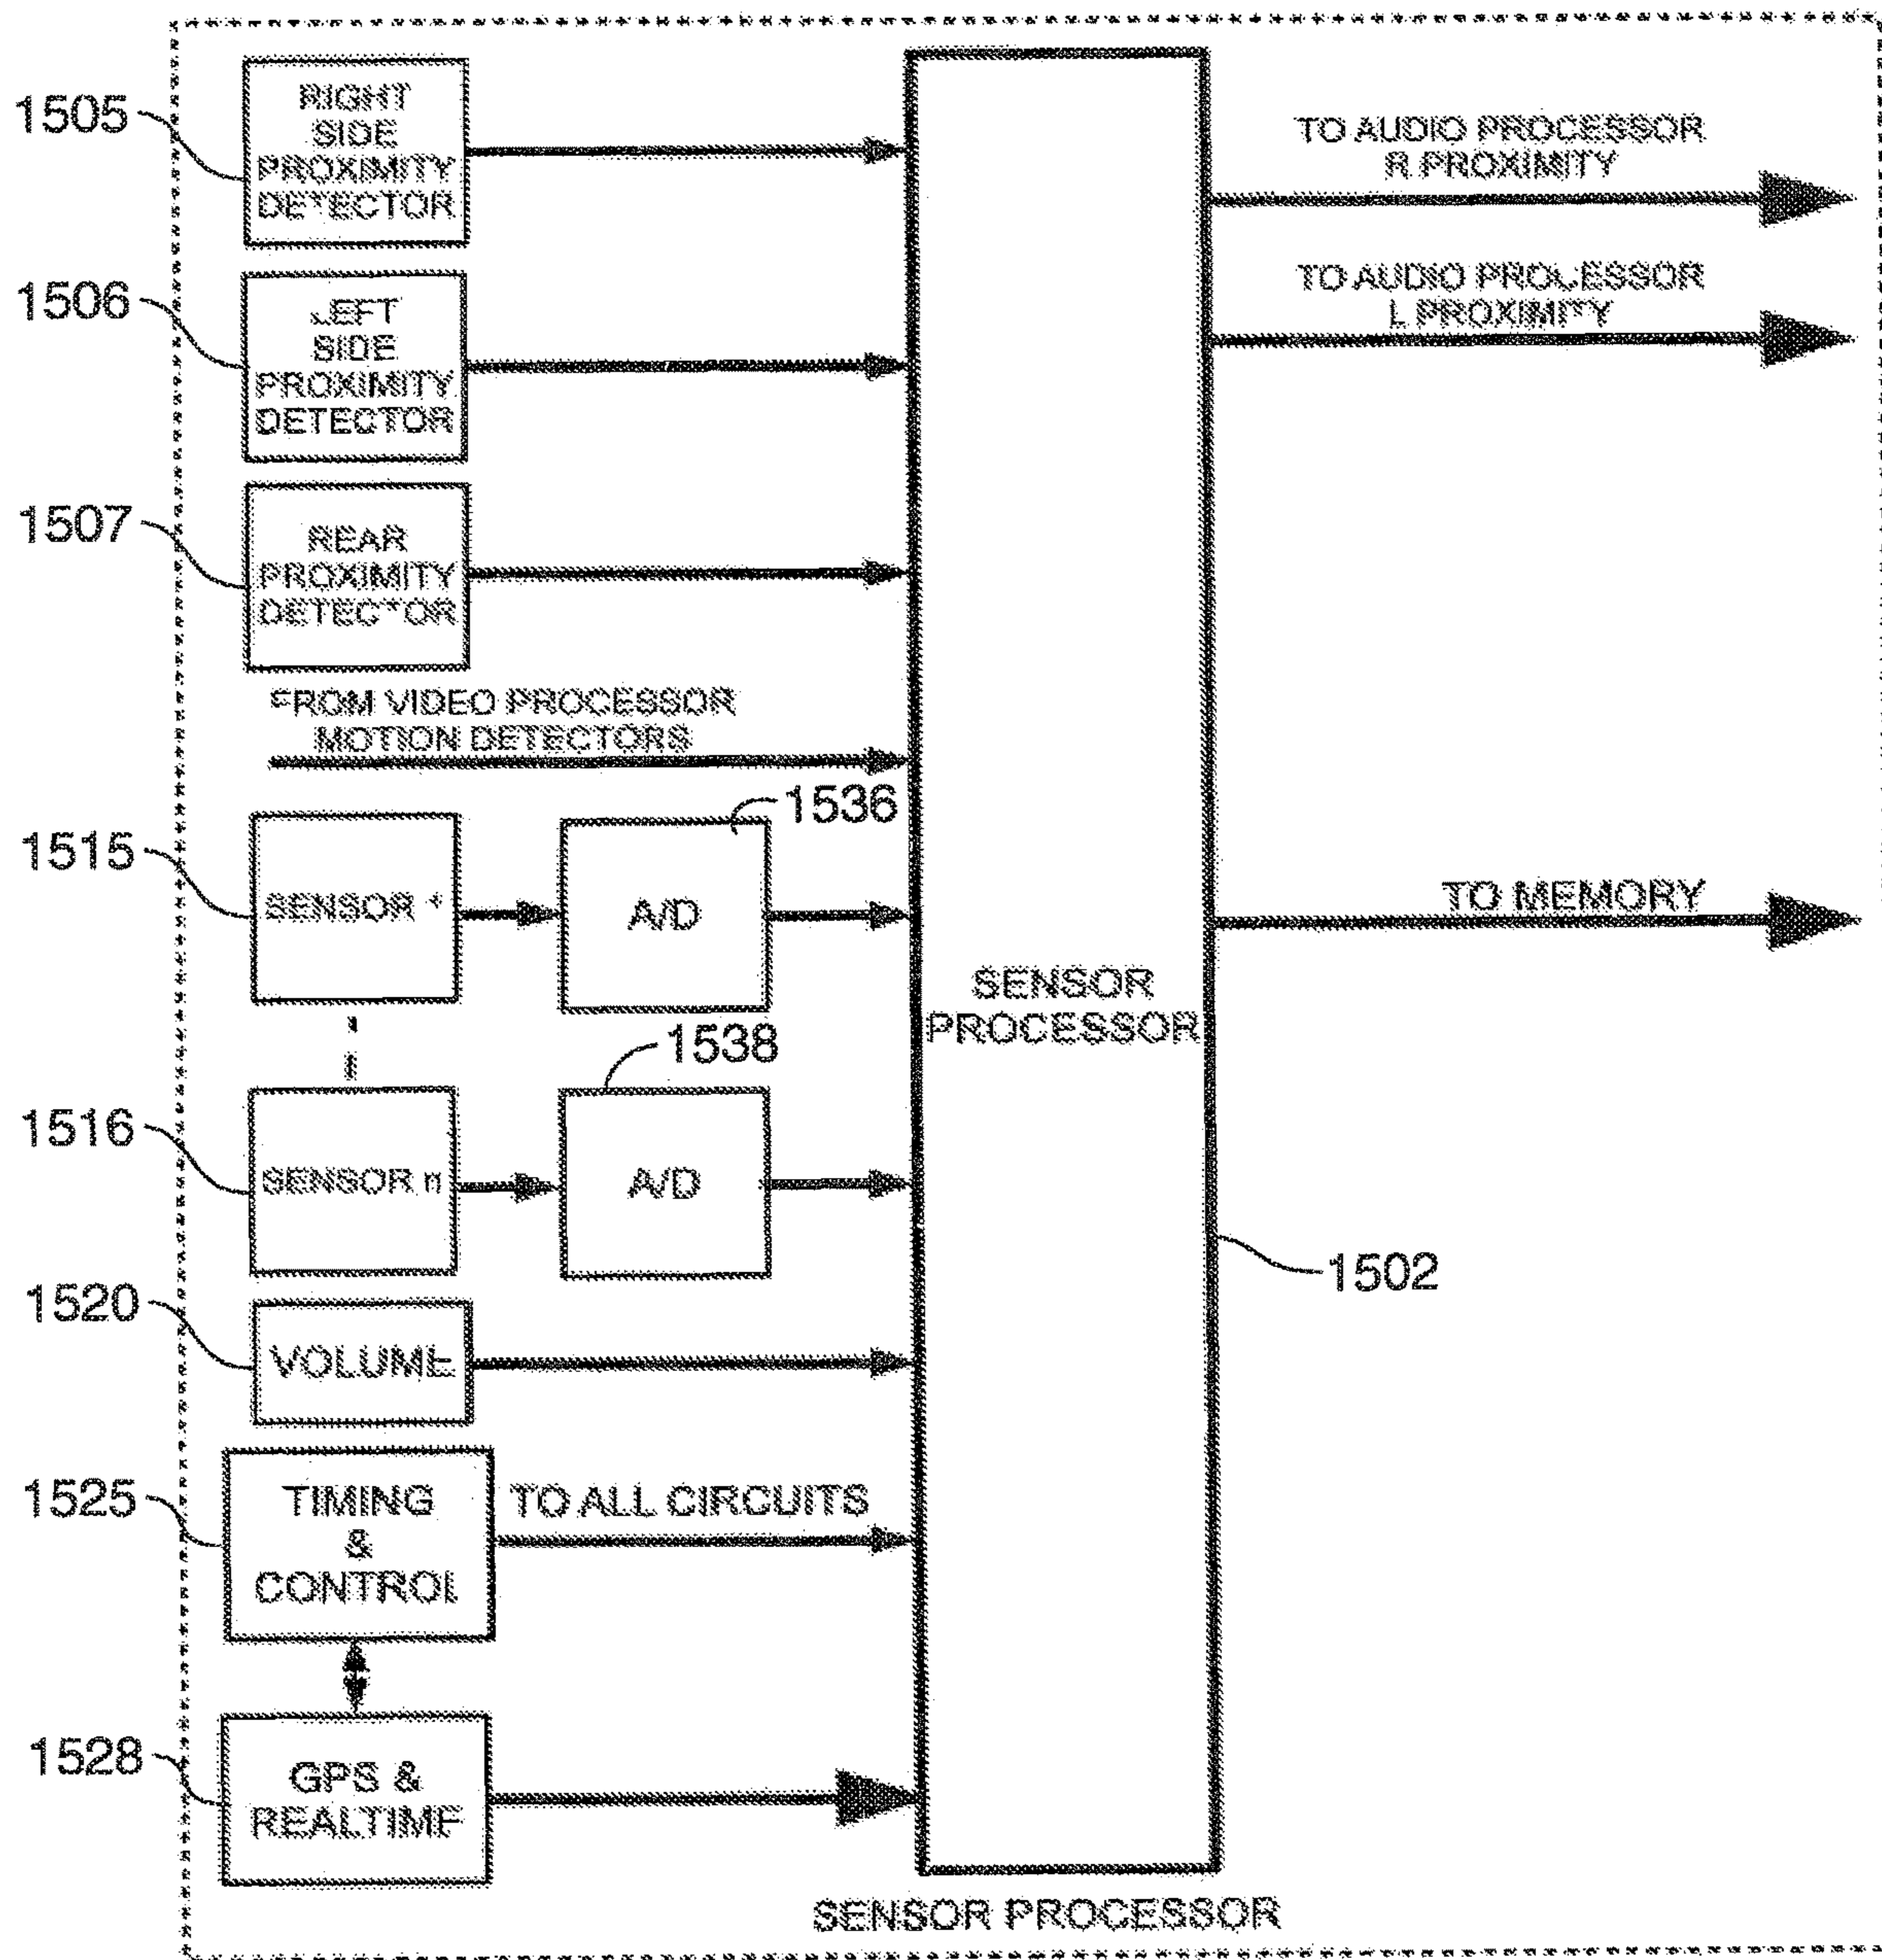 1505
RIGHT
SIDE
PROXIMITY
DETECTOR
TO AUDIO PROCESSOR
R PROXIMITY
1506
LEFT
SIDE
PROXIMITY
DETECTOR
TO AUDIO PROCESSOR
L PROXIMITY
1507
REAR
PROXIMITY
DETECTOR
FROM VIDEO PROCESSOR
MOTION DETECTORS
1515
SENSOR 1
1536
A/D
TO MEMORY
SENSOR
PROCESSOR
1516
SENSOR n
1538
A/D
1502
1520
VOLUME
1525
TIMING
&
CONTROL
TO ALL CIRCUITS
1528
GPS &
REALTIME
SENSOR PROCESSOR